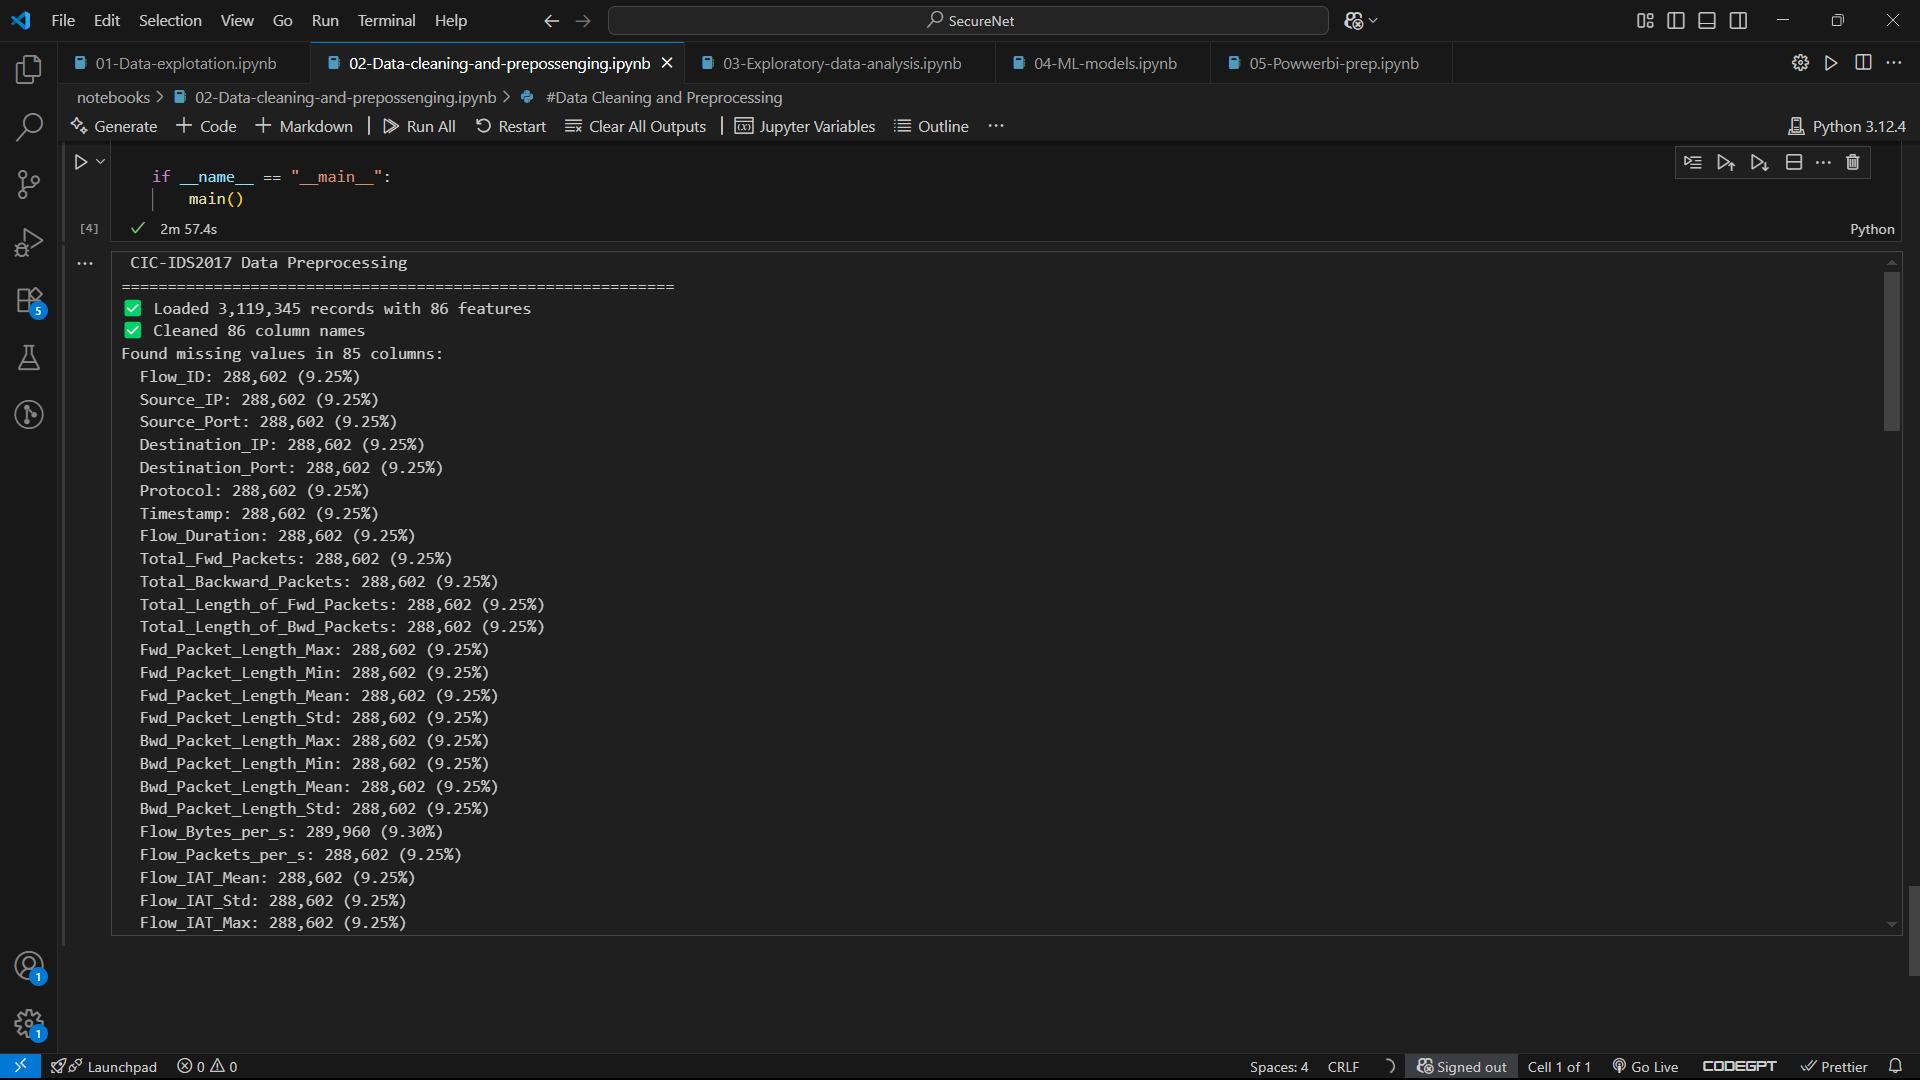 File Edit Selection View Go Run Terminal Help SecureNet
01-Data-explotation.ipynb 02-Data-cleaning-and-prepossenging.ipynb 03-Exploratory-data-analysis.ipynb 04-ML-models.ipynb 05-Powwerbi-prep.ipynb
notebooks > 02-Data-cleaning-and-prepossenging.ipynb > #Data Cleaning and Preprocessing
Generate + Code + Markdown | Run All Restart Clear All Outputs | Jupyter Variables Outline ... Python 3.12.4
if __name__ == "__main__":
main()
[4] 2m 57.4s Python
CIC-IDS2017 Data Preprocessing
============================================================
✅ Loaded 3,119,345 records with 86 features
✅ Cleaned 86 column names
Found missing values in 85 columns:
Flow_ID: 288,602 (9.25%)
Source_IP: 288,602 (9.25%)
Source_Port: 288,602 (9.25%)
Destination_IP: 288,602 (9.25%)
Destination_Port: 288,602 (9.25%)
Protocol: 288,602 (9.25%)
Timestamp: 288,602 (9.25%)
Flow_Duration: 288,602 (9.25%)
Total_Fwd_Packets: 288,602 (9.25%)
Total_Backward_Packets: 288,602 (9.25%)
Total_Length_of_Fwd_Packets: 288,602 (9.25%)
Total_Length_of_Bwd_Packets: 288,602 (9.25%)
Fwd_Packet_Length_Max: 288,602 (9.25%)
Fwd_Packet_Length_Min: 288,602 (9.25%)
Fwd_Packet_Length_Mean: 288,602 (9.25%)
Fwd_Packet_Length_Std: 288,602 (9.25%)
Bwd_Packet_Length_Max: 288,602 (9.25%)
Bwd_Packet_Length_Min: 288,602 (9.25%)
Bwd_Packet_Length_Mean: 288,602 (9.25%)
Bwd_Packet_Length_Std: 288,602 (9.25%)
Flow_Bytes_per_s: 289,960 (9.30%)
Flow_Packets_per_s: 288,602 (9.25%)
Flow_IAT_Mean: 288,602 (9.25%)
Flow_IAT_Std: 288,602 (9.25%)
Flow_IAT_Max: 288,602 (9.25%)
5
1
1
Launchpad 0 0 Spaces: 4 CRLF Signed out Cell 1 of 1 Go Live CODEGPT Prettier